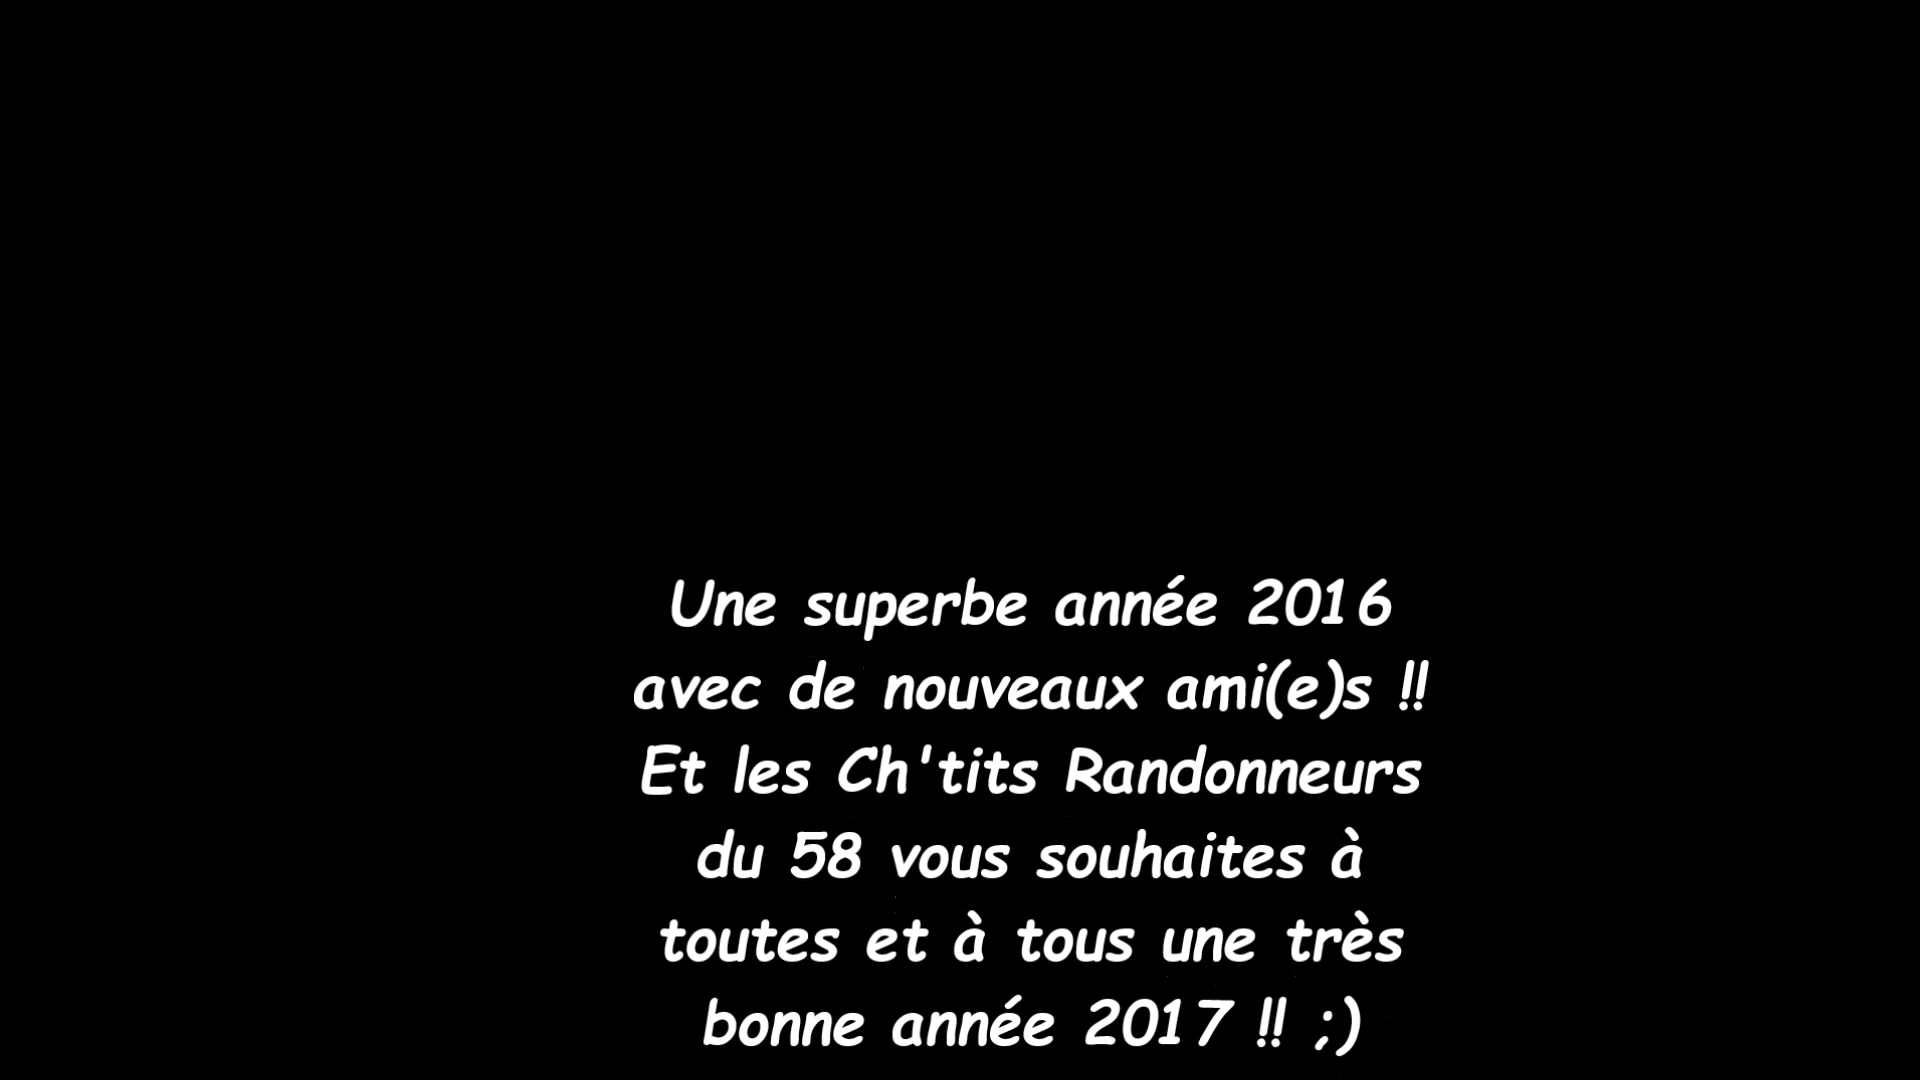 Une superbe année 2016
avec de nouveaux ami(e)s !!
Et les Ch'tits Randonneurs
du 58 vous souhaites à
toutes et à tous une très
bonne année 2017 !! ;)